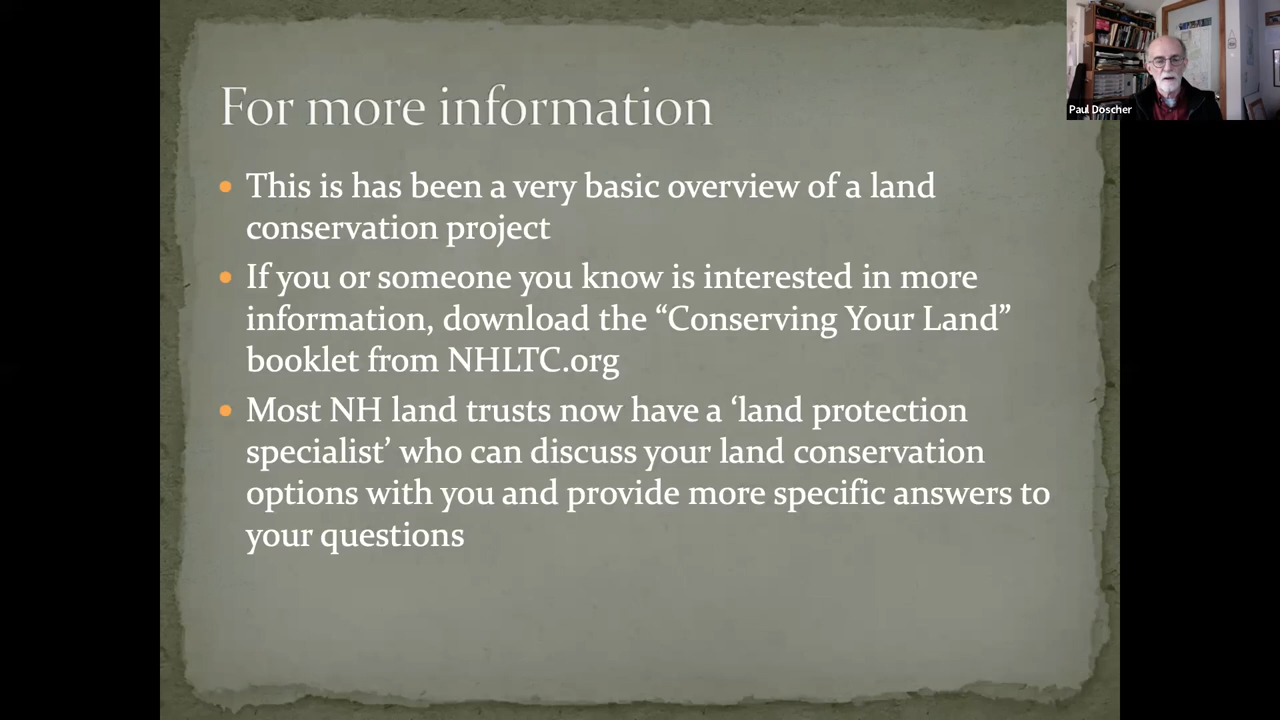 For more information
Paul Doscher
• This is has been a very basic overview of a land
conservation project
• If you or someone you know is interested in more
information, download the “Conserving Your Land”
booklet from NHLTC.org
• Most NH land trusts now have a ‘land protection
specialist’ who can discuss your land conservation
options with you and provide more specific answers to
your questions